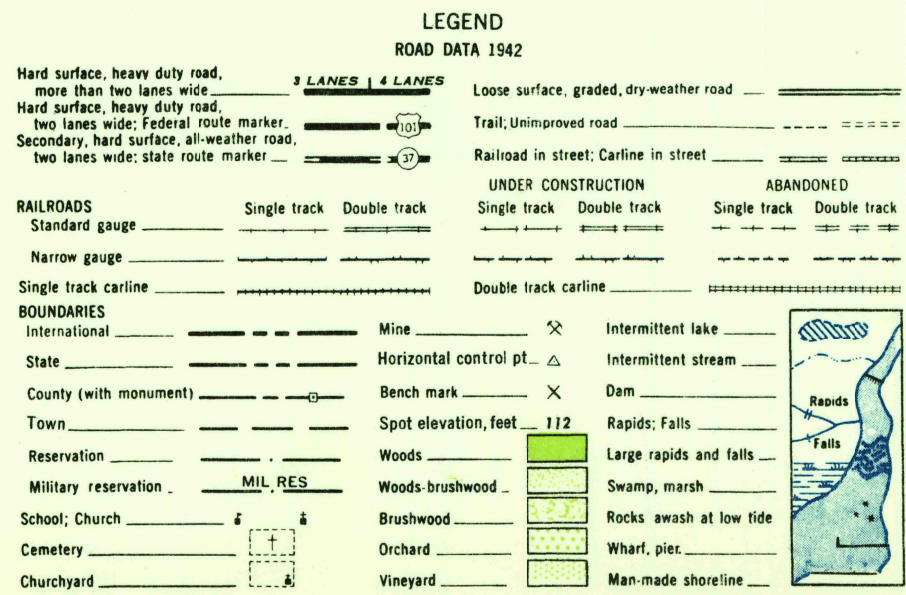 LEGEND
ROAD DATA 1942
Hard surface, heavy duty road,
more than two lanes wide
3 LANES 4 LANES
Hard surface, heavy duty road,
two lanes wide; Federal route marker
101
Secondary, hard surface, all-weather road,
two lanes wide; state route marker
37
Loose surface, graded, dry-weather road
Trail; Unimproved road
Railroad in street; Carline in street
UNDER CONSTRUCTION ABANDONED
RAILROADS Single track Double track Single track Double track Single track Double track
Standard gauge
Narrow gauge
Single track carline Double track carline
BOUNDARIES
International
State
County (with monument)
Town
Reservation
Military reservation MIL RES
School; Church
Cemetery
Churchyard
Mine
Horizontal control pt
Bench mark
Spot elevation, feet 112
Woods
Woods-brushwood
Brushwood
Orchard
Vineyard
Intermittent lake
Intermittent stream
Dam
Rapids; Falls
Large rapids and falls
Swamp, marsh
Rocks awash at low tide
Wharf, pier.
Man-made shoreline
Rapids
Falls